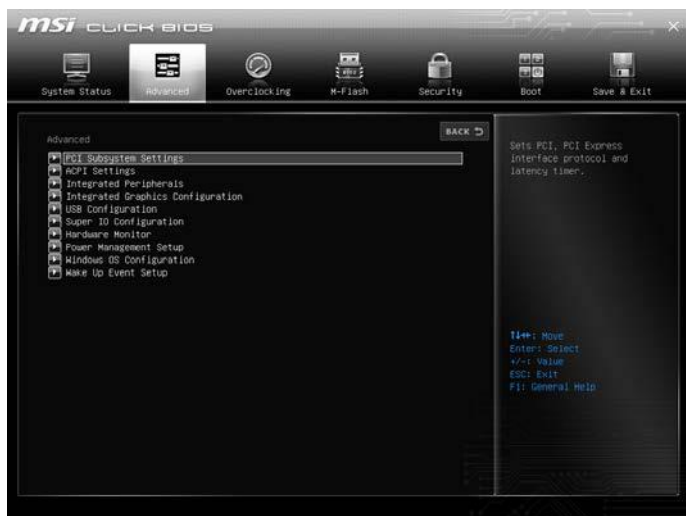 msi CLICK BIOS
System Status
Advanced
Overclocking
M-Flash
Security
Boot
Save & Exit
Advanced
BACK
PCI Subsystem Settings
ACPI Settings
Integrated Peripherals
Integrated Graphics Configuration
USB Configuration
Super IO Configuration
Hardware Monitor
Power Management Setup
Windows OS Configuration
Wake Up Event Setup
Sets PCI, PCI Express
interface protocol and
latency timer.
↑↓←→: Move
Enter: Select
+/-: Value
ESC: Exit
F1: General Help